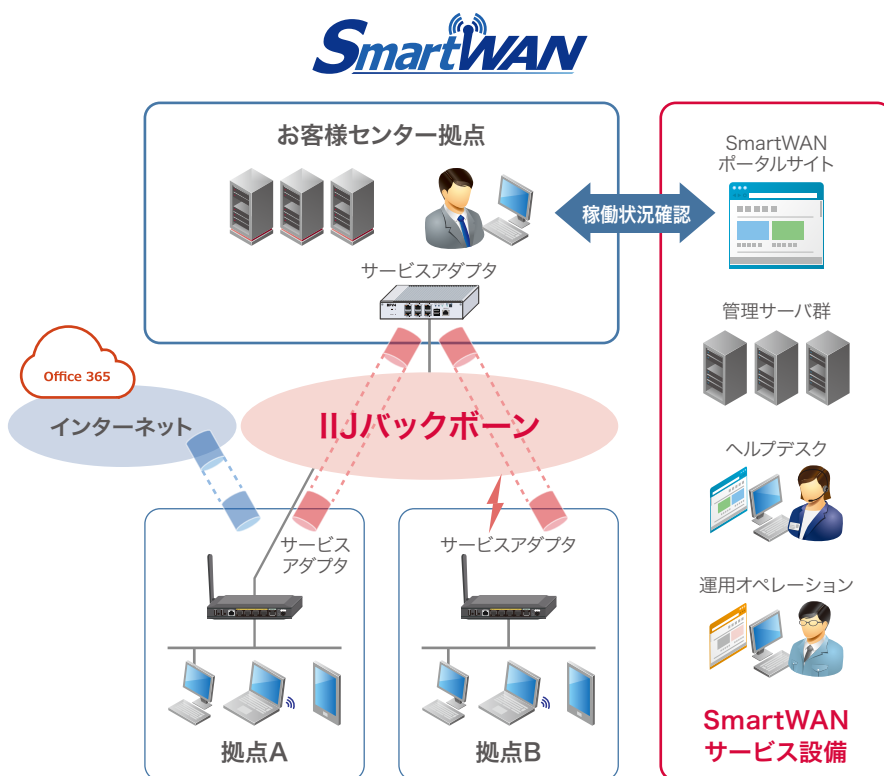 SmartWAN
お客様センター拠点
サービスアダプタ
稼働状況確認
SmartWAN
ポータルサイト
管理サーバ群
ヘルプデスク
運用オペレーション
SmartWAN
サービス設備
Office 365
インターネット
IIJバックボーン
サービス
アダプタ
拠点A
サービスアダプタ
拠点B